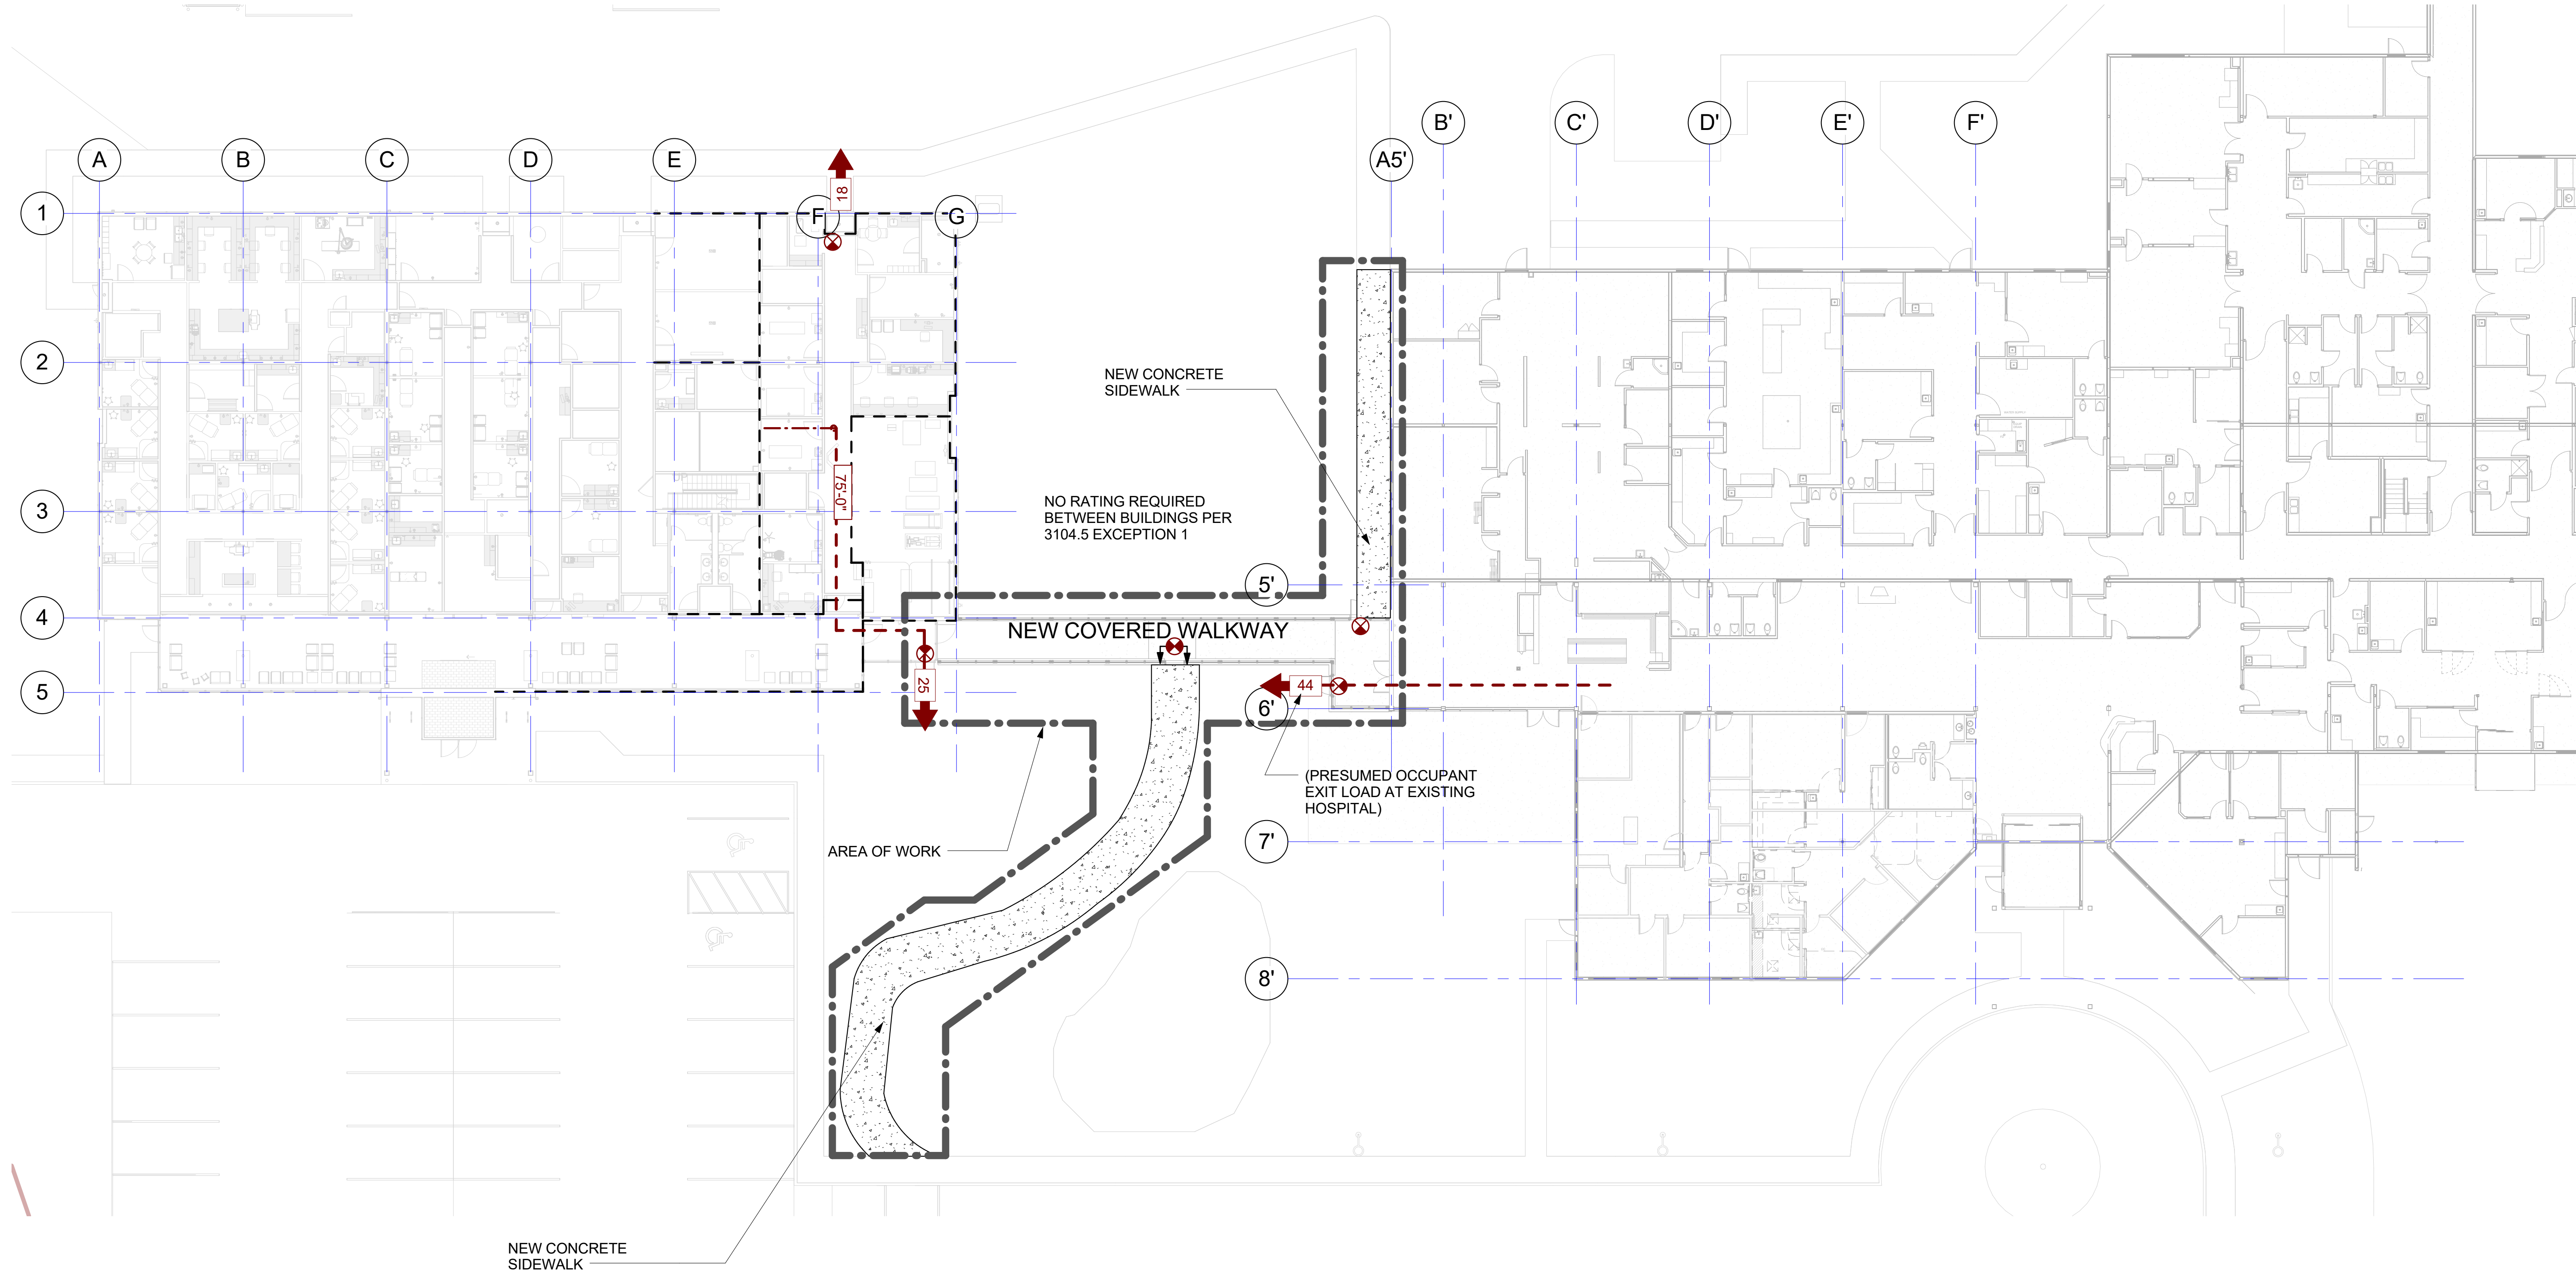 B'
C'
D'
E'
F'
A
B
C
D
E
A5'
18
F
G
1
2
NEW CONCRETE
SIDEWALK
75'-0"
NO RATING REQUIRED
BETWEEN BUILDINGS PER
3104.5 EXCEPTION 1
3
5'
4
NEW COVERED WALKWAY
25
44
5
6'
(PRESUMED OCCUPANT
EXIT LOAD AT EXISTING
HOSPITAL)
7'
AREA OF WORK
8'
NEW CONCRETE
SIDEWALK